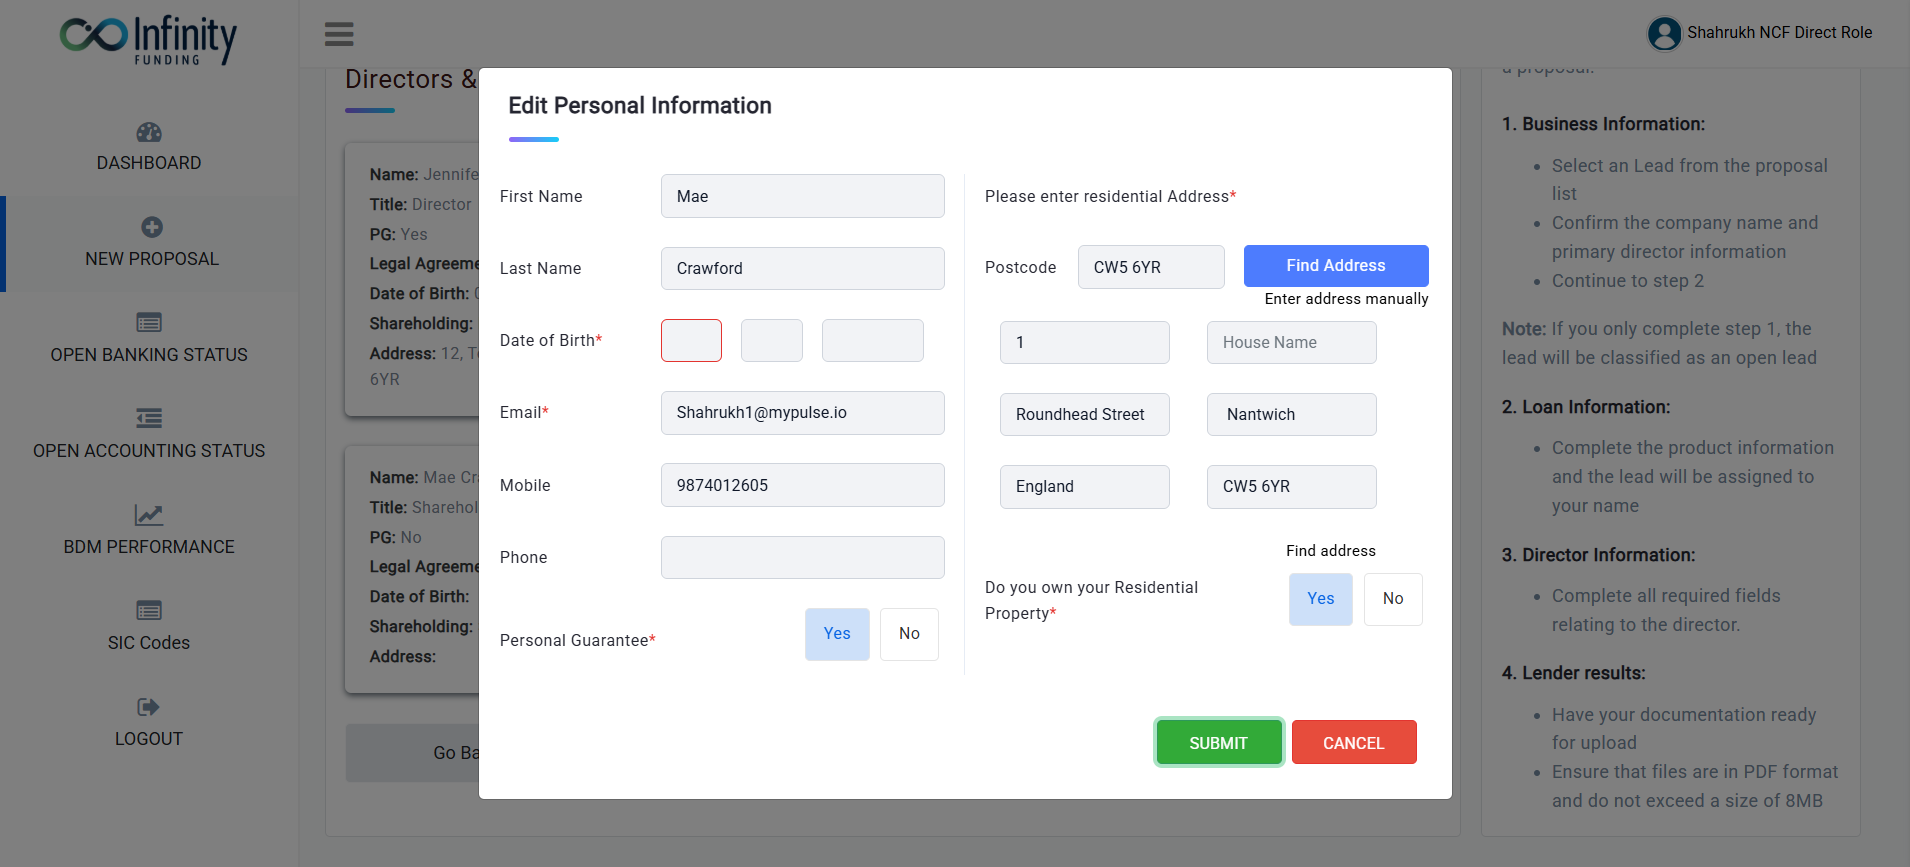 Infinity
FUNDING
DASHBOARD
NEW PROPOSAL
OPEN BANKING STATUS
OPEN ACCOUNTING STATUS
BDM PERFORMANCE
SIC Codes
LOGOUT
Shahrukh NCF Direct Role
Directors &
Name: Jennife
Title: Director
PG: Yes
Legal Agreeme
Date of Birth:
Shareholding:
Address: 12, T
6YR
Name: Mae Cra
Title: Sharehol
PG: No
Legal Agreeme
Date of Birth:
Shareholding:
Address:
Go Ba
Edit Personal Information
First Name
Mae
Last Name
Crawford
Date of Birth*
Email*
Shahrukh1@mypulse.io
Mobile
9874012605
Phone
Personal Guarantee*
Yes
No
Please enter residential Address*
Postcode
CW5 6YR
Find Address
Enter address manually
1
House Name
Roundhead Street
Nantwich
England
CW5 6YR
Find address
Do you own your Residential
Property*
Yes
No
SUBMIT
CANCEL
a proposal.
1. Business Information:
• Select an Lead from the proposal
list
• Confirm the company name and
primary director information
• Continue to step 2
Note: If you only complete step 1, the
lead will be classified as an open lead
2. Loan Information:
• Complete the product information
and the lead will be assigned to
your name
3. Director Information:
• Complete all required fields
relating to the director.
4. Lender results:
• Have your documentation ready
for upload
• Ensure that files are in PDF format
and do not exceed a size of 8MB